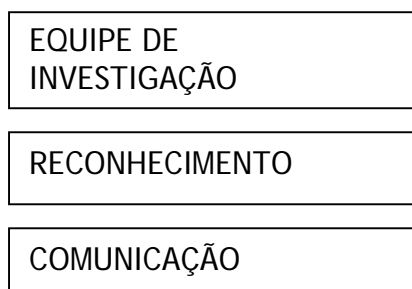 EQUIPE DE
INVESTIGAÇÃO
RECONHECIMENTO
COMUNICAÇÃO